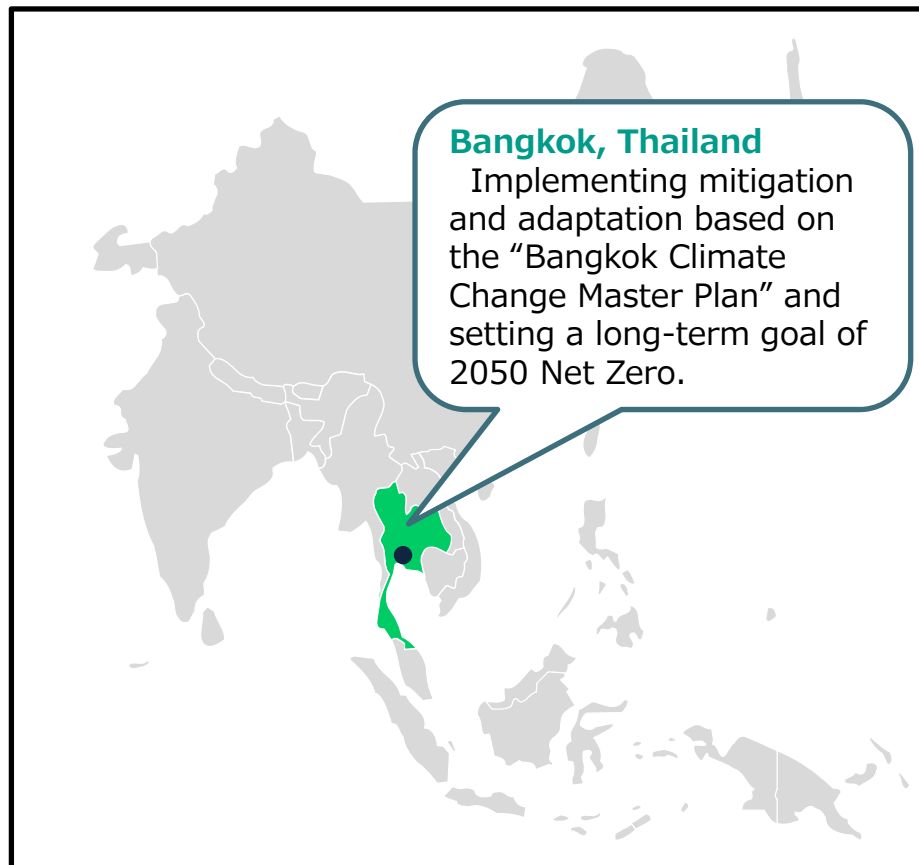 Bangkok, Thailand
Implementing mitigation
and adaptation based on
the “Bangkok Climate
Change Master Plan” and
setting a long-term goal of
2050 Net Zero.